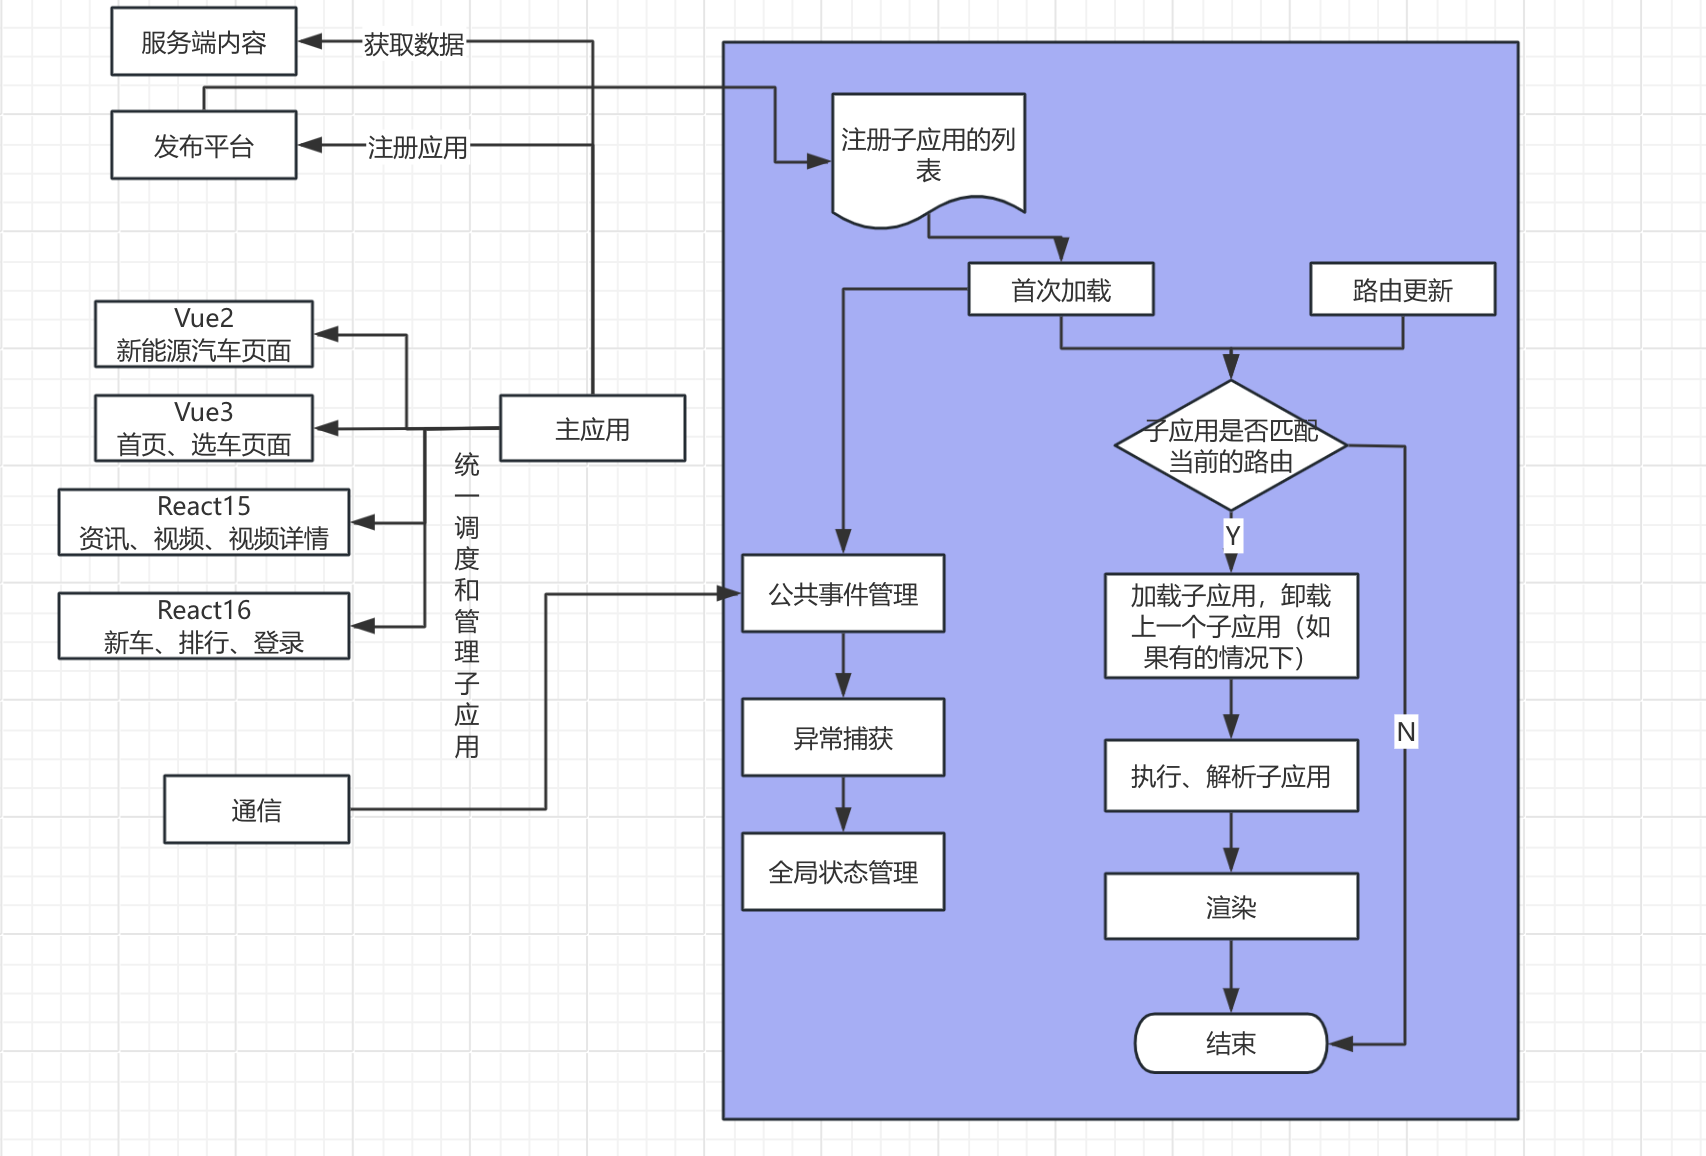 服务端内容
获取数据
发布平台
注册应用
Vue2
新能源汽车页面
Vue3
首页、选车页面
React15
资讯、视频、视频详情
React16
新车、排行、登录
主应用
统一调度和管理子应用
通信
注册子应用的列
表
首次加载
路由更新
子应用是否匹配
当前的路由
Y
N
公共事件管理
异常捕获
全局状态管理
加载子应用，卸载
上一个子应用（如
果有的情况下）
执行、解析子应用
渲染
结束